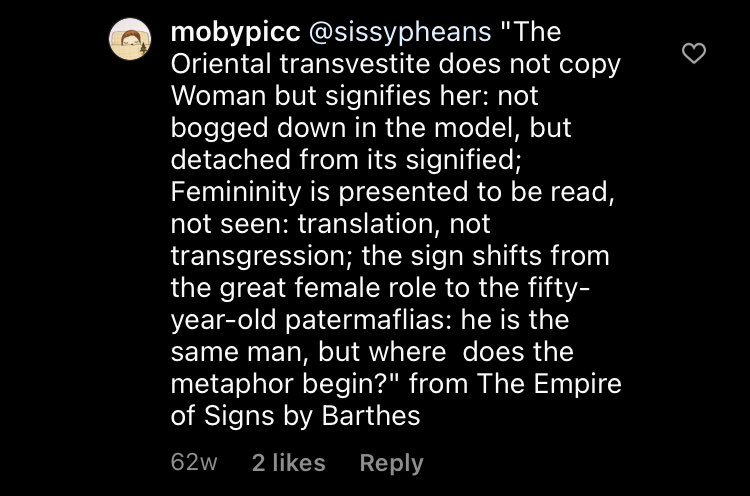 mobypicc @sissypheans "The
Oriental transvestite does not copy
Woman but signifies her: not
bogged down in the model, but
detached from its signified;
Femininity is presented to be read,
not seen: translation, not
transgression; the sign shifts from
the great female role to the fifty-
year-old patermaflias: he is the
same man, but where  does the
metaphor begin?" from The Empire
of Signs by Barthes
62w 2 likes Reply